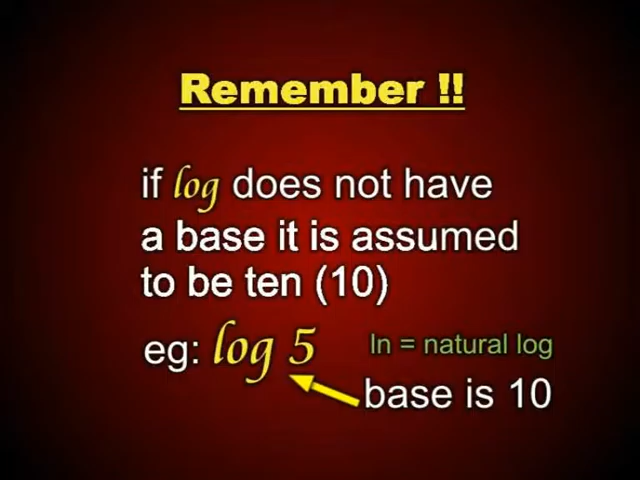 Remember !!
if log does not have
a base it is assumed
to be ten (10)
eg: log 5
ln = natural log
base is 10